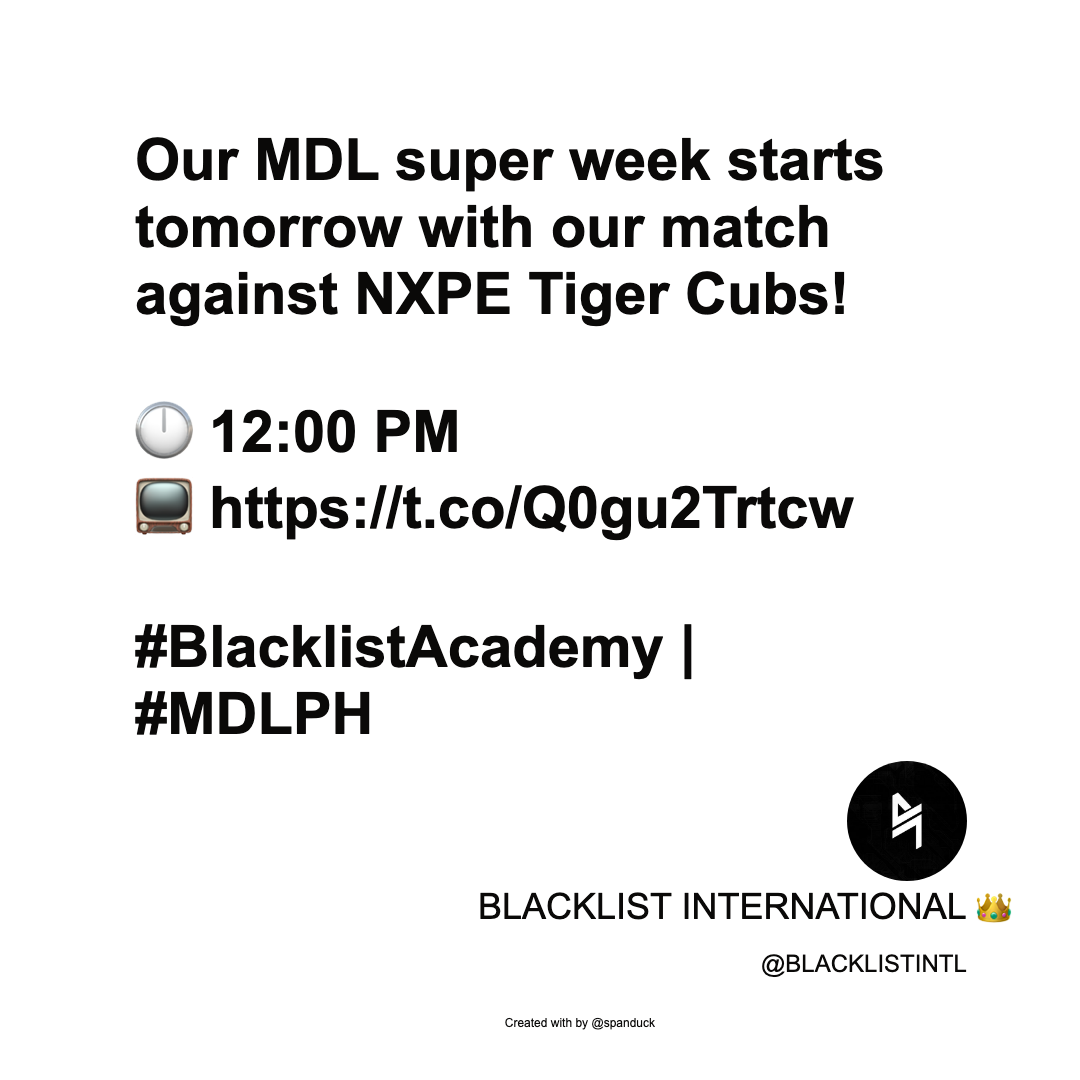 Our MDL super week starts
tomorrow with our match
against NXPE Tiger Cubs!
🕛 12:00 PM
📺 https://t.co/Q0gu2Trtcw
#BlacklistAcademy |
#MDLPH
BLACKLIST INTERNATIONAL 👑
@BLACKLISTINTL
Created with by @spanduck